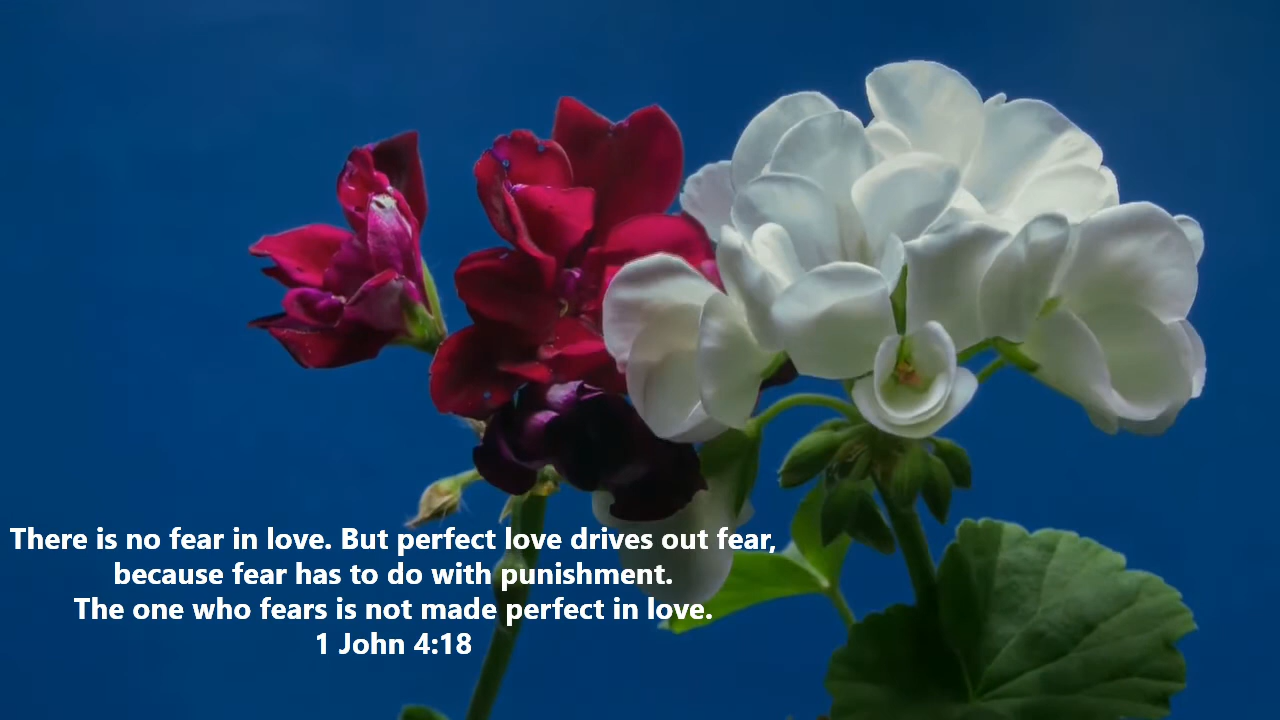 There is no fear in love. But perfect love drives out fear,
because fear has to do with punishment.
The one who fears is not made perfect in love.
1 John 4:18